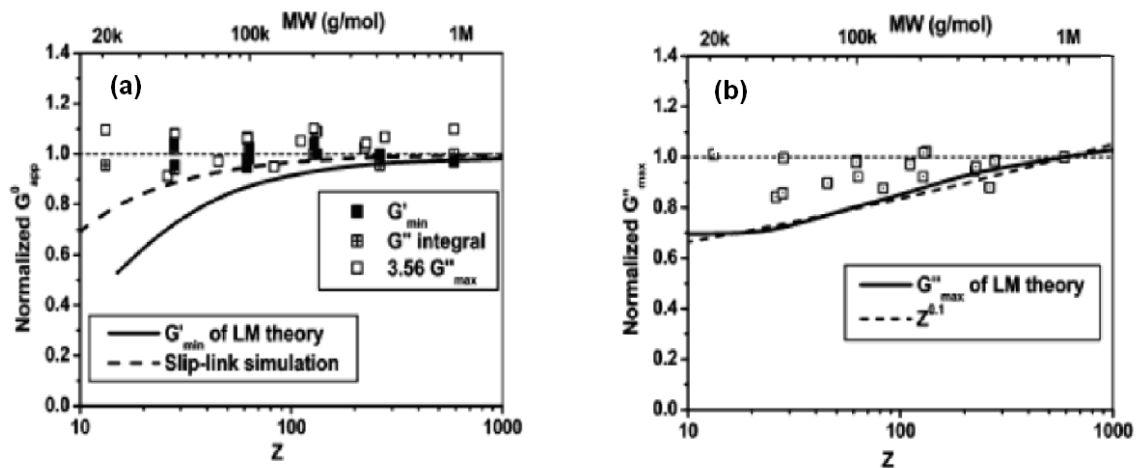 MW (g/mol)
20k 100k 1M
1.4
1.2
1.0
0.8
0.6
0.4
0.2
0.0
Normalized G⁰app
(a)
G'min
G'' integral
3.56 G''max
G'min of LM theory
Slip-link simulation
10 100 1000
Z
MW (g/mol)
20k 100k 1M
1.4
1.2
1.0
0.8
0.6
0.4
0.2
0.0
Normalized G''max
(b)
G''max of LM theory
Z^0.1
10 100 1000
Z